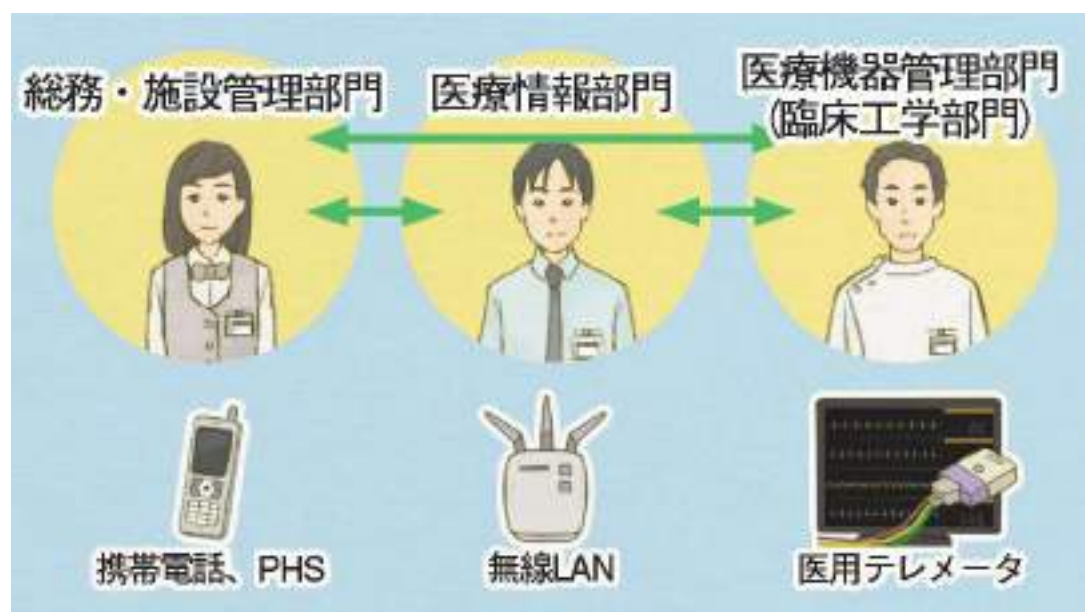 総務・施設管理部門
医療情報部門
医療機器管理部門
(臨床工学部門)
携帯電話、PHS
無線LAN
医用テレメータ